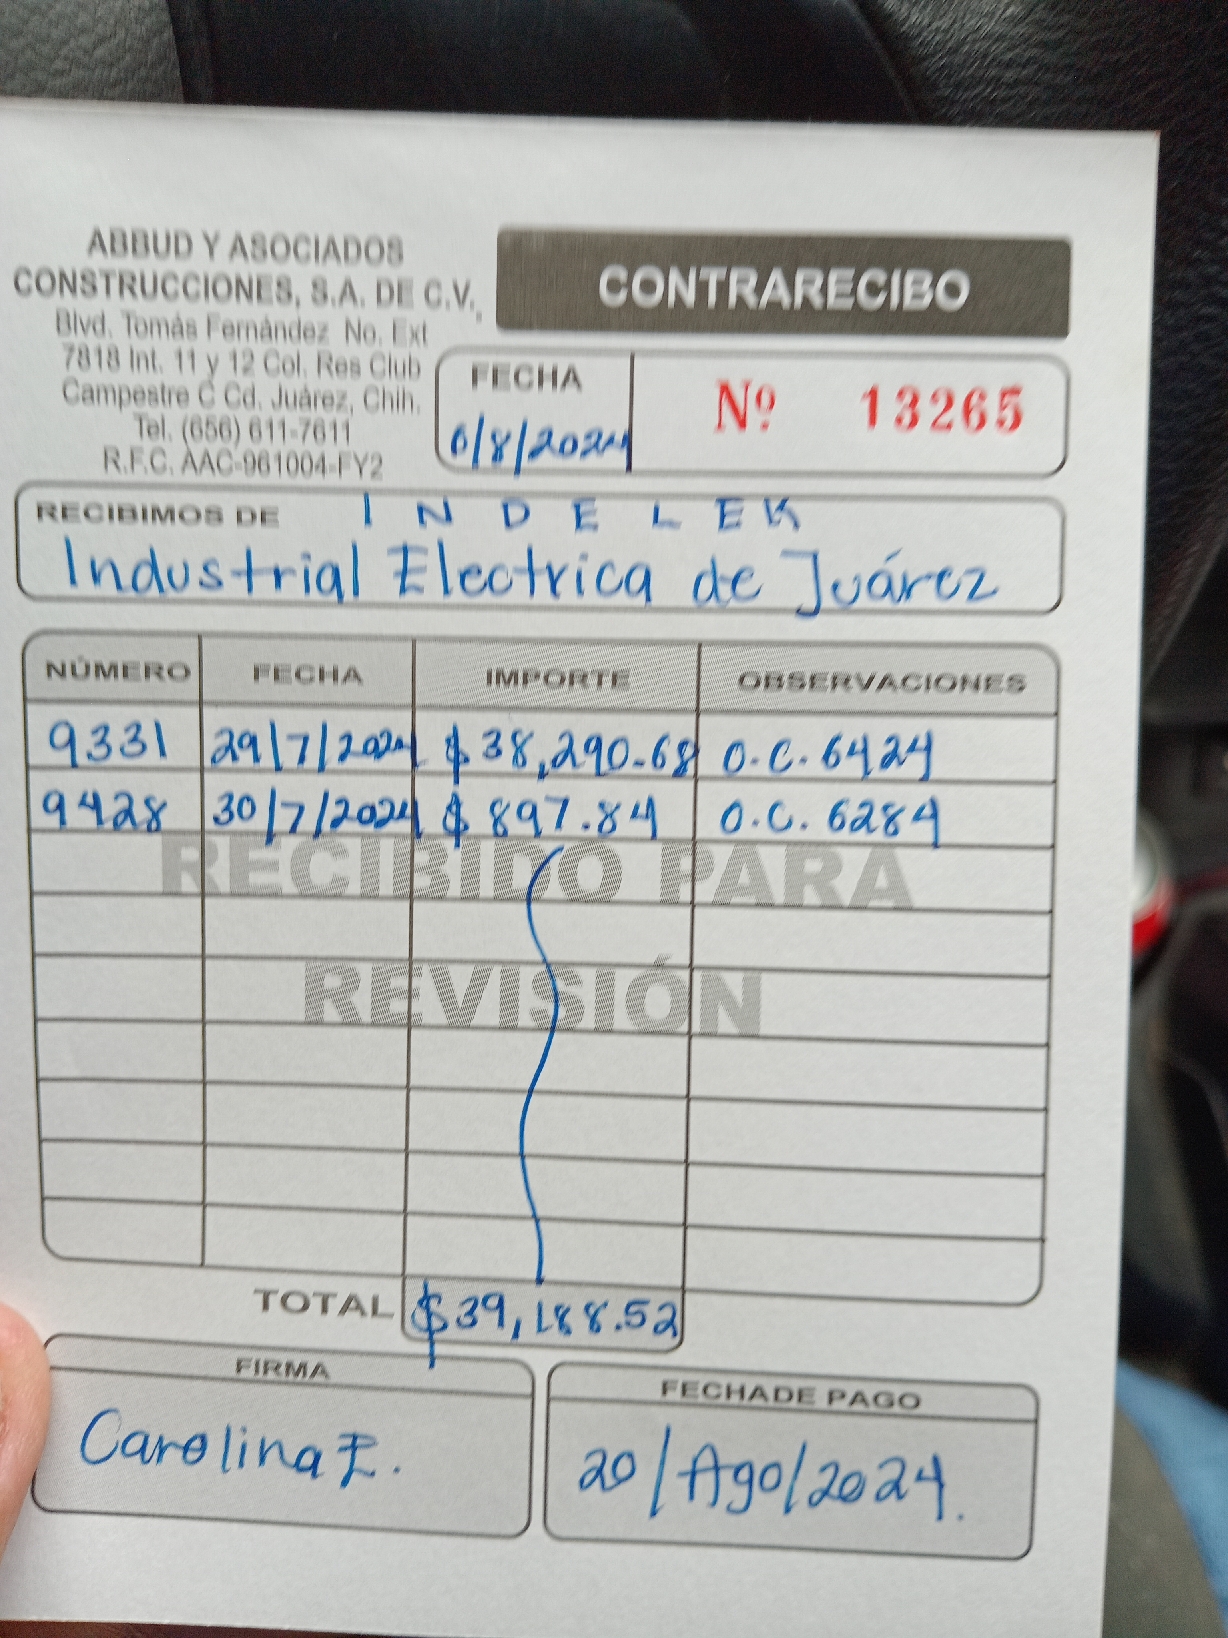 ABBUD Y ASOCIADOS
CONSTRUCCIONES, S.A. DE C.V.
Blvd. Tomás Fernández No. Ext
7818 Int. 11 y 12 Col. Res Club
Campestre C Cd. Juárez, Chih.
Tel. (656) 611-7611
R.F.C. AAC-961004-FY2
CONTRARECIBO
FECHA
6/8/2024
Nº 13265
RECIBIMOS DE I N D E L E K
Industrial Electrica de Juárez
NÚMERO FECHA IMPORTE OBSERVACIONES
9331 29/7/2024 $ 38,290.68 O.C. 6424
9428 30/7/2024 $ 897.84 O.C. 6284
RECIBIDO PARA
REVISIÓN
TOTAL $39,188.52
FIRMA
Carolina E.
FECHADE PAGO
20/Ago/2024.